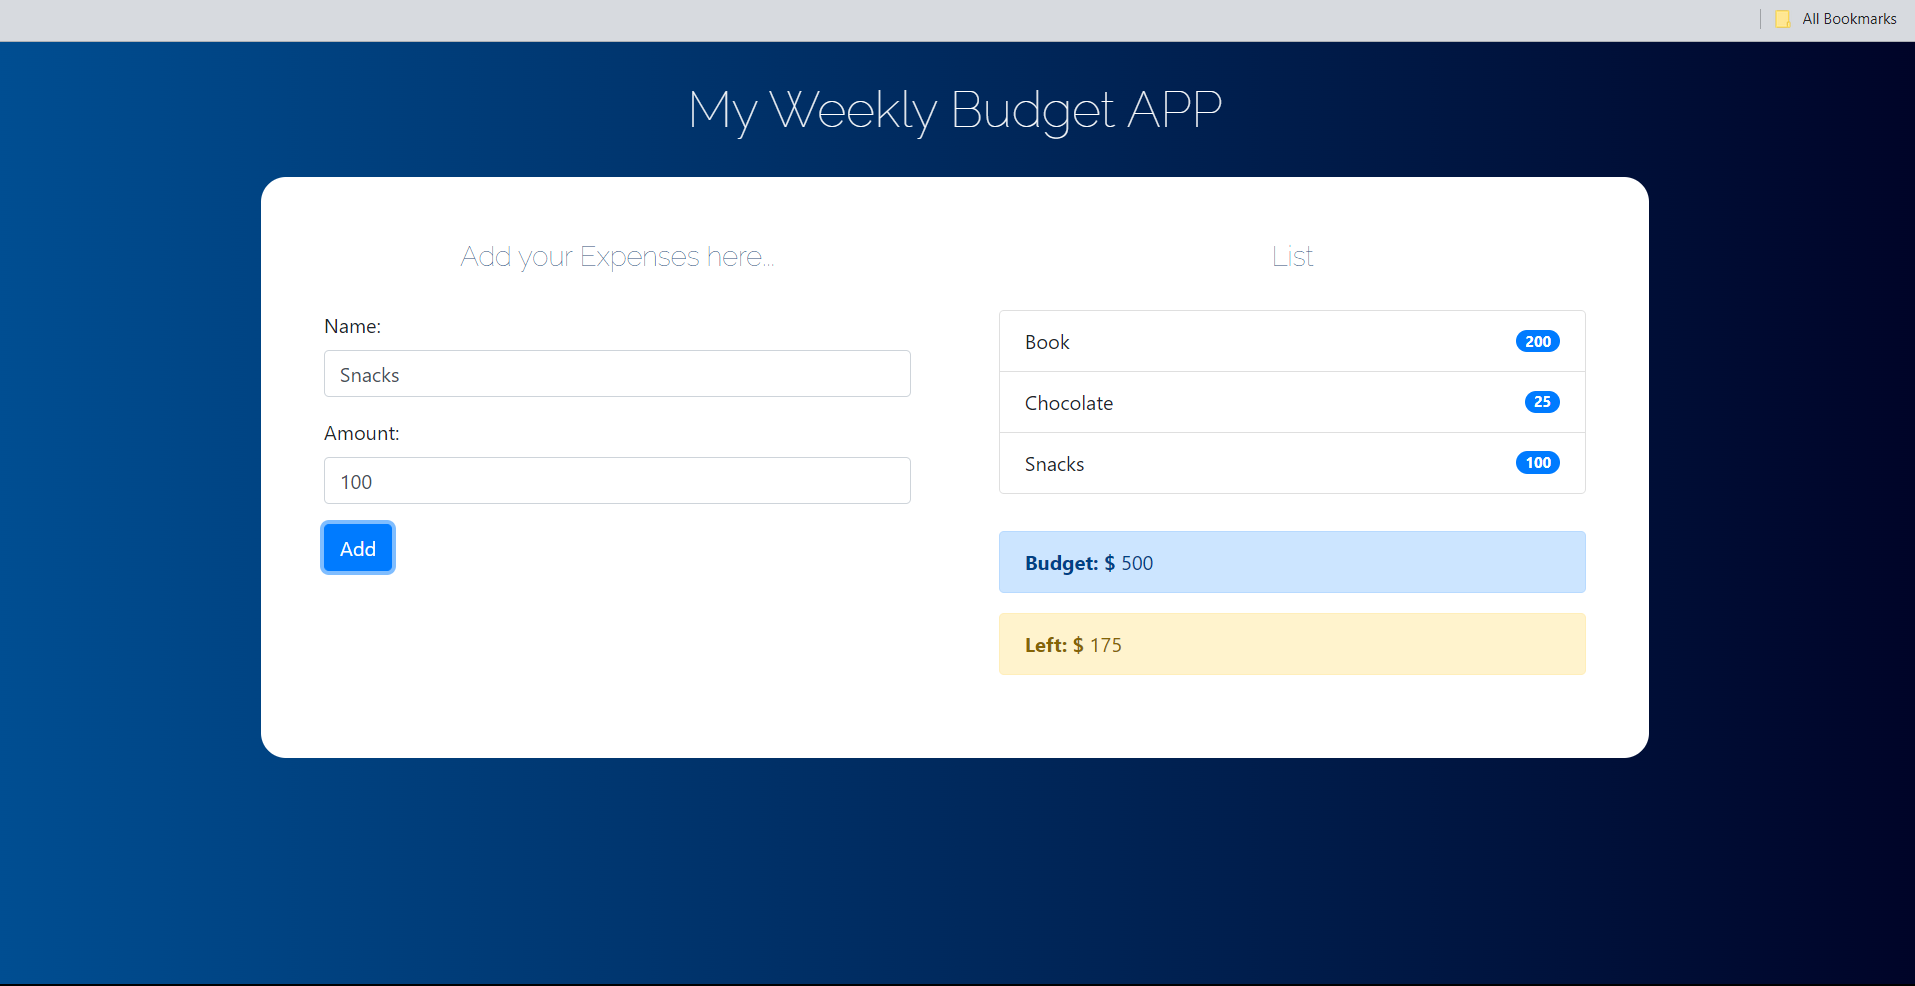 All Bookmarks
My Weekly Budget APP
Add your Expenses here...
Name:
Snacks
Amount:
100
Add
List
Book 200
Chocolate 25
Snacks 100
Budget: $ 500
Left: $ 175